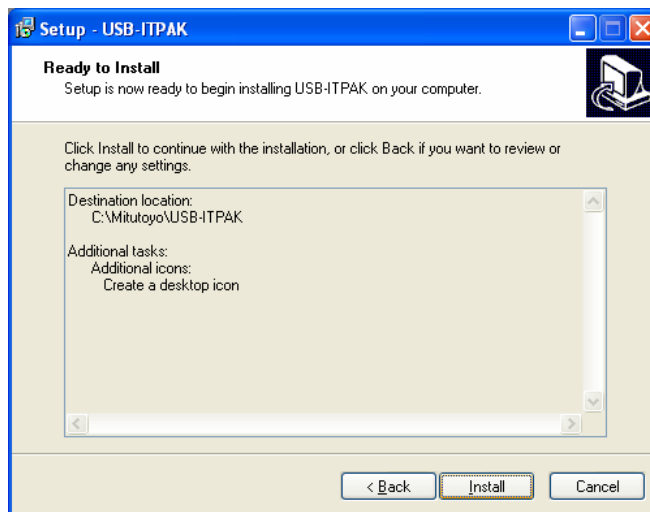 Setup - USB-ITPAK
Ready to Install
Setup is now ready to begin installing USB-ITPAK on your computer.
Click Install to continue with the installation, or click Back if you want to review or
change any settings.
Destination location:
C:\Mitutoyo\USB-ITPAK
Additional tasks:
Additional icons:
Create a desktop icon
< Back
Install
Cancel